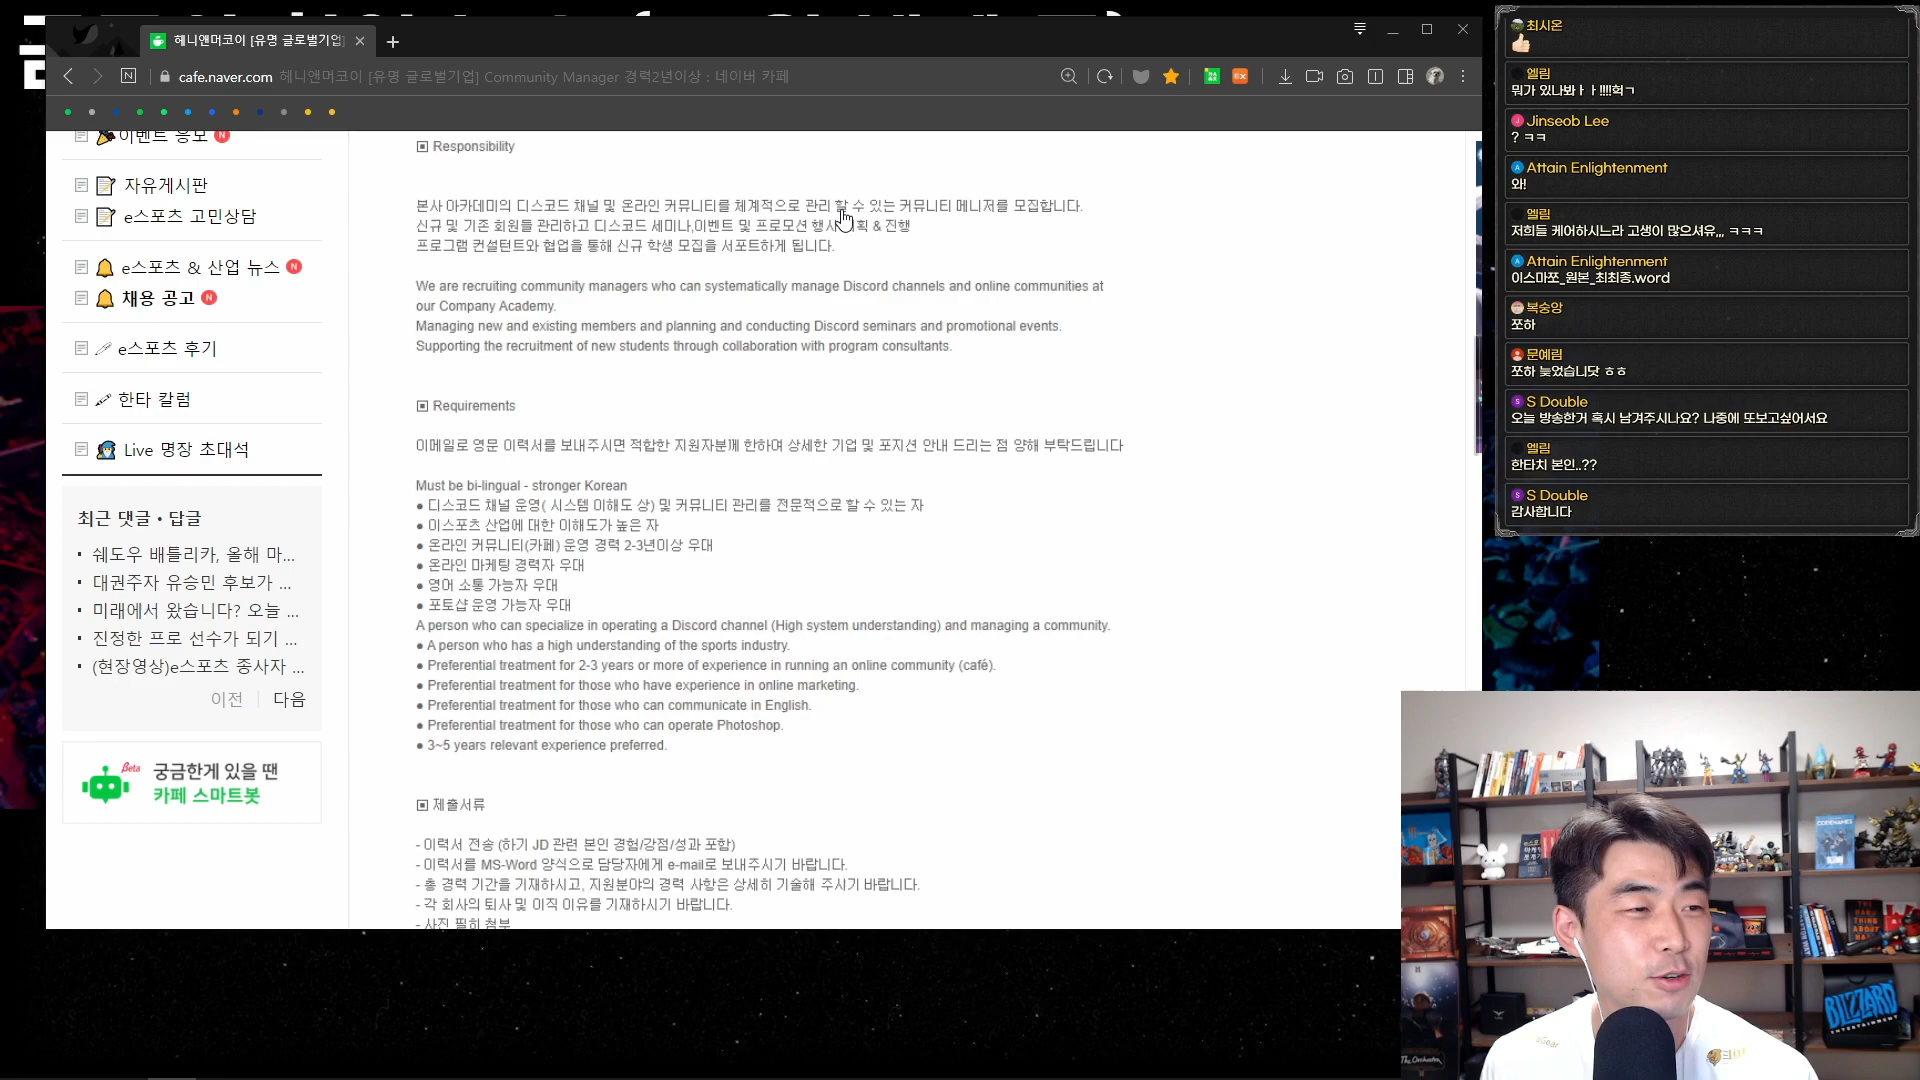 헤니앤머코이 [유명 글로벌기업]
cafe.naver.com 헤니앤머코이 [유명 글로벌기업] Community Manager 경력2년이상 : 네이버 카페
이벤트 응모 N
자유게시판
e스포츠 고민상담
e스포츠 & 산업 뉴스 N
채용 공고 N
e스포츠 후기
한타 칼럼
Live 명장 초대석
최근 댓글 • 답글
쉐도우 배틀리카, 올해 마...
대권주자 유승민 후보가 ...
미래에서 왔습니다? 오늘 ...
진정한 프로 선수가 되기 ...
(현장영상)e스포츠 종사자 ...
이전 다음
Beta 궁금한게 있을 땐
카페 스마트봇
▣ Responsibility
본사 아카데미의 디스코드 채널 및 온라인 커뮤니티를 체계적으로 관리 할 수 있는 커뮤니티 메니저를 모집합니다.
신규 및 기존 회원들 관리하고 디스코드 세미나,이벤트 및 프로모션 행사 기획 & 진행
프로그램 컨설턴트와 협업을 통해 신규 학생 모집을 서포트하게 됩니다.
We are recruiting community managers who can systematically manage Discord channels and online communities at
our Company Academy.
Managing new and existing members and planning and conducting Discord seminars and promotional events.
Supporting the recruitment of new students through collaboration with program consultants.
▣ Requirements
이메일로 영문 이력서를 보내주시면 적합한 지원자분께 한하여 상세한 기업 및 포지션 안내 드리는 점 양해 부탁드립니다
Must be bi-lingual - stronger Korean
● 디스코드 채널 운영( 시스템 이해도 상) 및 커뮤니티 관리를 전문적으로 할 수 있는 자
● 이스포츠 산업에 대한 이해도가 높은 자
● 온라인 커뮤니티(카페) 운영 경력 2-3년이상 우대
● 온라인 마케팅 경력자 우대
● 영어 소통 가능자 우대
● 포토샵 운영 가능자 우대
A person who can specialize in operating a Discord channel (High system understanding) and managing a community.
● A person who has a high understanding of the sports industry.
● Preferential treatment for 2-3 years or more of experience in running an online community (café).
● Preferential treatment for those who have experience in online marketing.
● Preferential treatment for those who can communicate in English.
● Preferential treatment for those who can operate Photoshop.
● 3~5 years relevant experience preferred.
▣ 제출서류
- 이력서 전송 (하기 JD 관련 본인 경험/강점/성과 포함)
- 이력서를 MS-Word 양식으로 담당자에게 e-mail로 보내주시기 바랍니다.
- 총 경력 기간을 기재하시고, 지원분야의 경력 사항은 상세히 기술해 주시기 바랍니다.
- 각 회사의 퇴사 및 이직 이유를 기재하시기 바랍니다.
- 사진 필히 첨부
최시온
엘림
뭐가 있나봐ㅏㅏ!!!!헉ㄱ
Jinseob Lee
? ㅋㅋ
Attain Enlightenment
와!
엘림
저희들 케어하시느라 고생이 많으셔유,,, ㅋㅋㅋ
Attain Enlightenment
이스마쪼_원본_최최종.word
복숭앙
쪼하
문예림
쪼하 늦었습니닷 ㅎㅎ
S Double
오늘 방송한거 혹시 남겨주시나요? 나중에 또보고싶어서요
엘림
한타치 본인..??
S Double
감사합니다
CODENAMES
BLIZZARD
ENTERTAINMENT